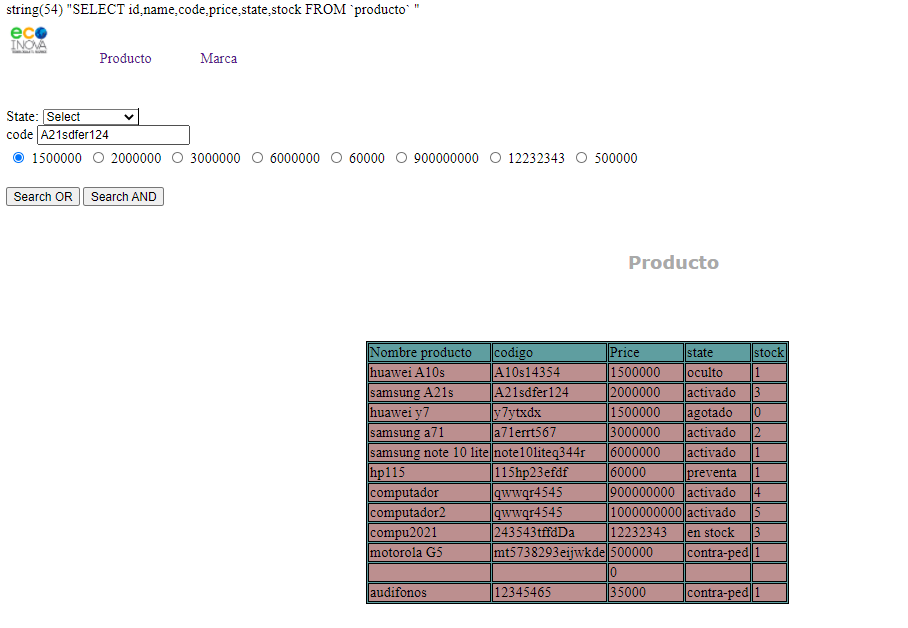 string(54) "SELECT id,name,code,price,state,stock FROM `producto` "
eco
INOVA
Producto Marca
State: Select
code A21sdfer124
1500000 2000000 3000000 6000000 60000 900000000 12232343 500000
Search OR Search AND
Producto
Nombre producto codigo Price state stock
huawei A10s A10s14354 1500000 oculto 1
samsung A21s A21sdfer124 2000000 activado 3
huawei y7 y7ytxdx 1500000 agotado 0
samsung a71 a71errt567 3000000 activado 2
samsung note 10 lite note10liteq344r 6000000 activado 1
hp115 115hp23efdf 60000 preventa 1
computador qwwqr4545 900000000 activado 4
computador2 qwwqr4545 1000000000 activado 5
compu2021 243543tffdDa 12232343 en stock 3
motorola G5 mt5738293eijwkde 500000 contra-ped 1
0
audifonos 12345465 35000 contra-ped 1